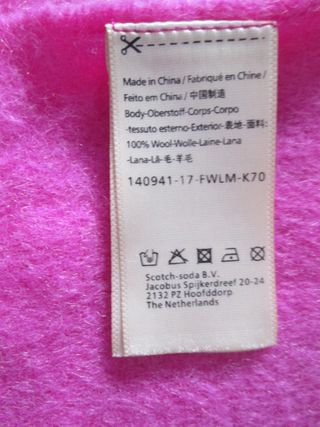 Made in China / Fabriqué en Chine /
Feito em China / 中国制造
Body-Oberstoff-Corps-Corpo
-tessuto esterno-Exterior-表地-面料:
100% Wool-Wolle-Laine-Lana
-Lana-Lã-毛-羊毛
140941-17-FWLM-K70
Scotch-soda B.V.
Jacobus Spijkerdreef 20-24
2132 PZ Hoofddorp
The Netherlands